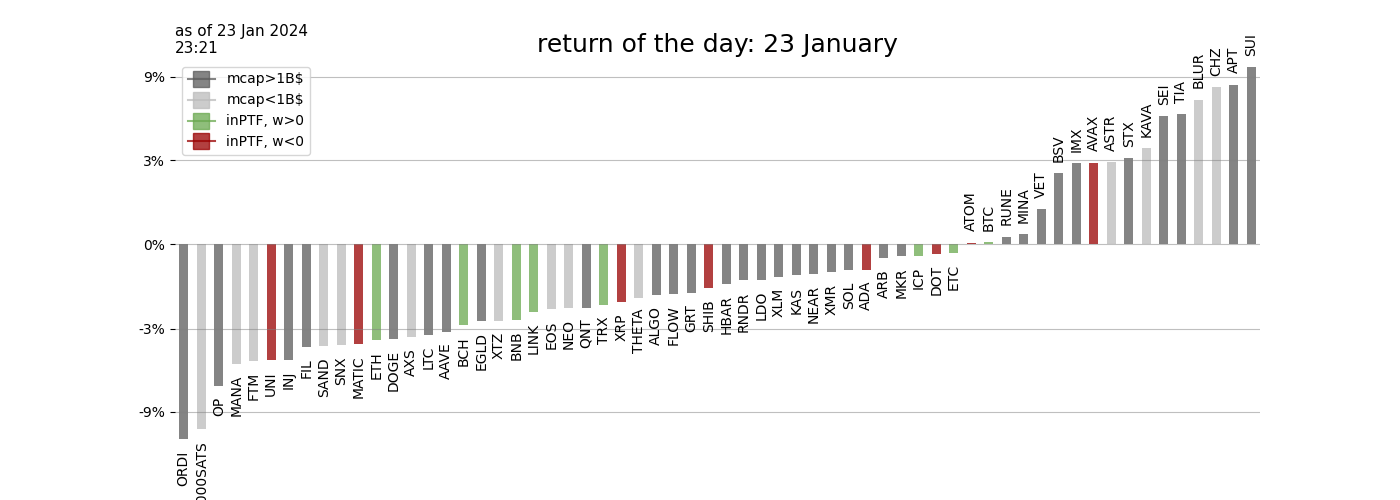 as of 23 Jan 2024
23:21
return of the day: 23 January
mcap>1B$
mcap<1B$
inPTF, w>0
inPTF, w<0
9%
3%
0%
-3%
-9%
ORDI
000SATS
OP
MANA
FTM
UNI
INJ
FIL
SAND
SNX
MATIC
ETH
DOGE
AXS
LTC
AAVE
BCH
EGLD
XTZ
BNB
LINK
EOS
NEO
QNT
TRX
XRP
THETA
ALGO
FLOW
GRT
SHIB
HBAR
RNDR
LDO
XLM
KAS
NEAR
XMR
SOL
ADA
ARB
MKR
ICP
DOT
ETC
ATOM
BTC
RUNE
MINA
VET
BSV
IMX
AVAX
ASTR
STX
KAVA
SEI
TIA
BLUR
CHZ
APT
SUI